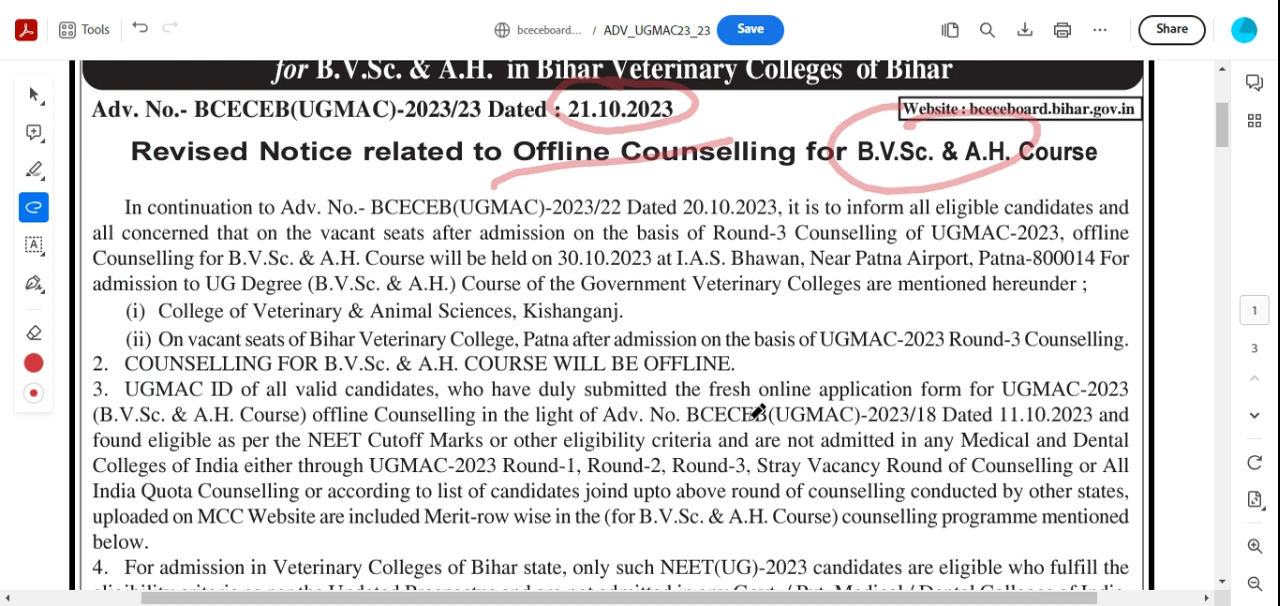 Tools
bceceboard... / ADV_UGMAC23_23
Save
Share
for B.V.Sc. & A.H. in Bihar Veterinary Colleges of Bihar
Adv. No.- BCECEB(UGMAC)-2023/23 Dated : 21.10.2023
Website : bceceboard.bihar.gov.in
Revised Notice related to Offline Counselling for B.V.Sc. & A.H. Course
In continuation to Adv. No.- BCECEB(UGMAC)-2023/22 Dated 20.10.2023, it is to inform all eligible candidates and
all concerned that on the vacant seats after admission on the basis of Round-3 Counselling of UGMAC-2023, offline
Counselling for B.V.Sc. & A.H. Course will be held on 30.10.2023 at I.A.S. Bhawan, Near Patna Airport, Patna-800014 For
admission to UG Degree (B.V.Sc. & A.H.) Course of the Government Veterinary Colleges are mentioned hereunder ;
(i) College of Veterinary & Animal Sciences, Kishanganj.
(ii) On vacant seats of Bihar Veterinary College, Patna after admission on the basis of UGMAC-2023 Round-3 Counselling.
2. COUNSELLING FOR B.V.Sc. & A.H. COURSE WILL BE OFFLINE.
3. UGMAC ID of all valid candidates, who have duly submitted the fresh online application form for UGMAC-2023
(B.V.Sc. & A.H. Course) offline Counselling in the light of Adv. No. BCECEB(UGMAC)-2023/18 Dated 11.10.2023 and
found eligible as per the NEET Cutoff Marks or other eligibility criteria and are not admitted in any Medical and Dental
Colleges of India either through UGMAC-2023 Round-1, Round-2, Round-3, Stray Vacancy Round of Counselling or All
India Quota Counselling or according to list of candidates joind upto above round of counselling conducted by other states,
uploaded on MCC Website are included Merit-row wise in the (for B.V.Sc. & A.H. Course) counselling programme mentioned
below.
4. For admission in Veterinary Colleges of Bihar state, only such NEET(UG)-2023 candidates are eligible who fulfill the
1
3